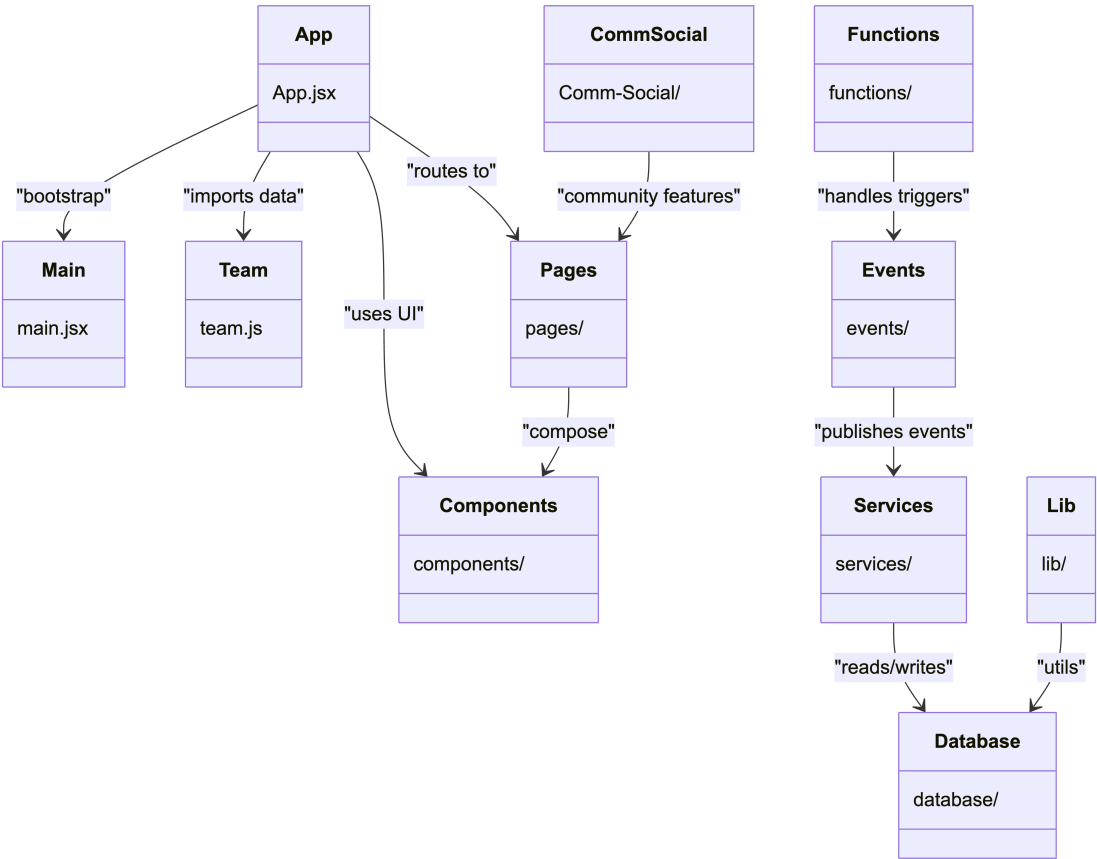 App
App.jsx
CommSocial
Comm-Social/
Functions
functions/
"bootstrap"
"imports data"
"routes to"
"community features"
"handles triggers"
Main
main.jsx
Team
team.js
"uses UI"
Pages
pages/
Events
events/
"compose"
"publishes events"
Components
components/
Services
services/
Lib
lib/
"reads/writes"
"utils"
Database
database/